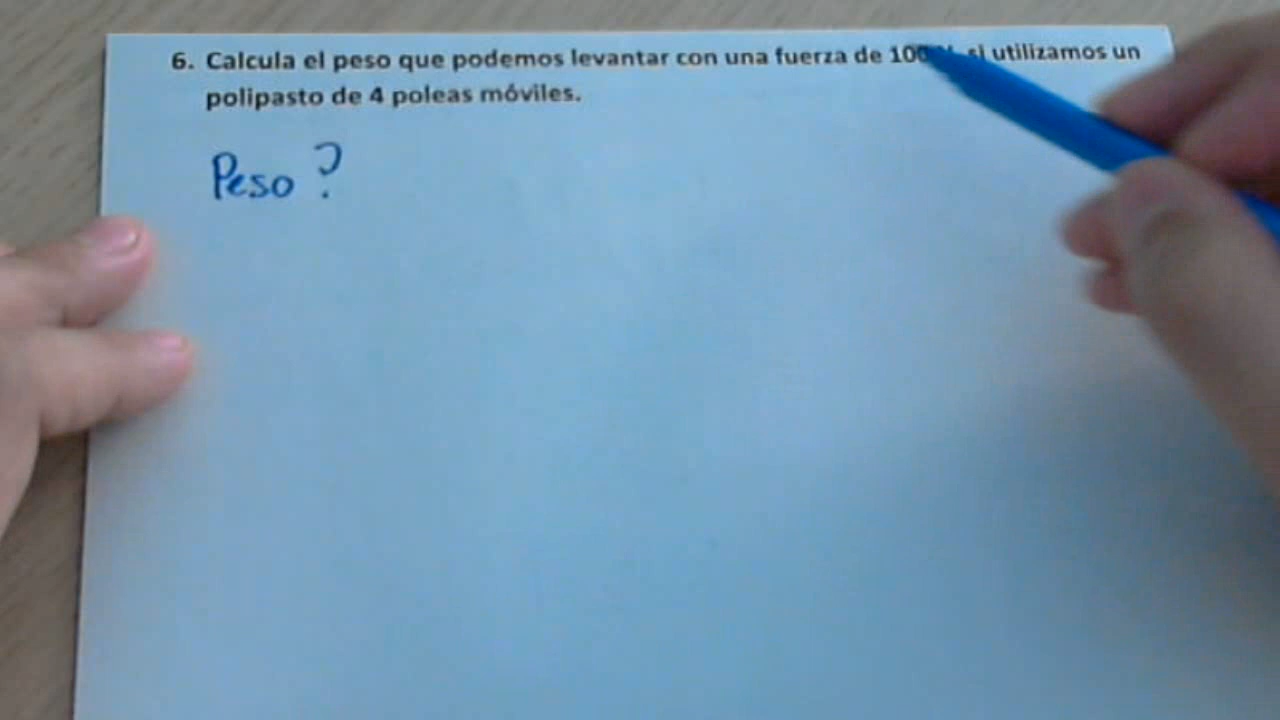 6. Calcula el peso que podemos levantar con una fuerza de 100 si utilizamos un
polipasto de 4 poleas móviles.
Peso ?